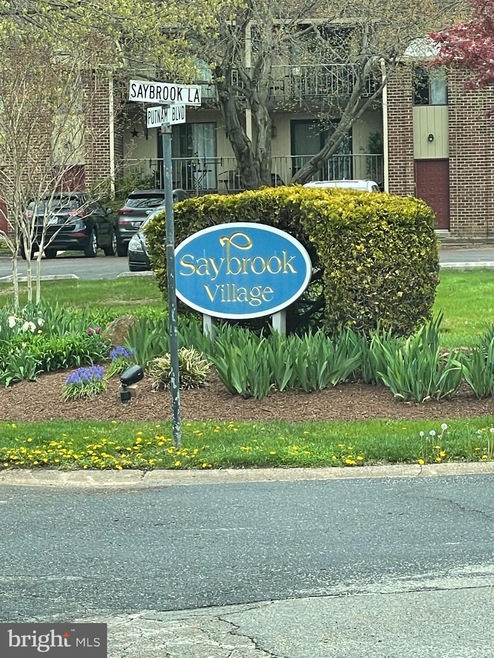 SAYBROOK LA
PUTNAM BLVD
Saybrook
Village
bright MLS